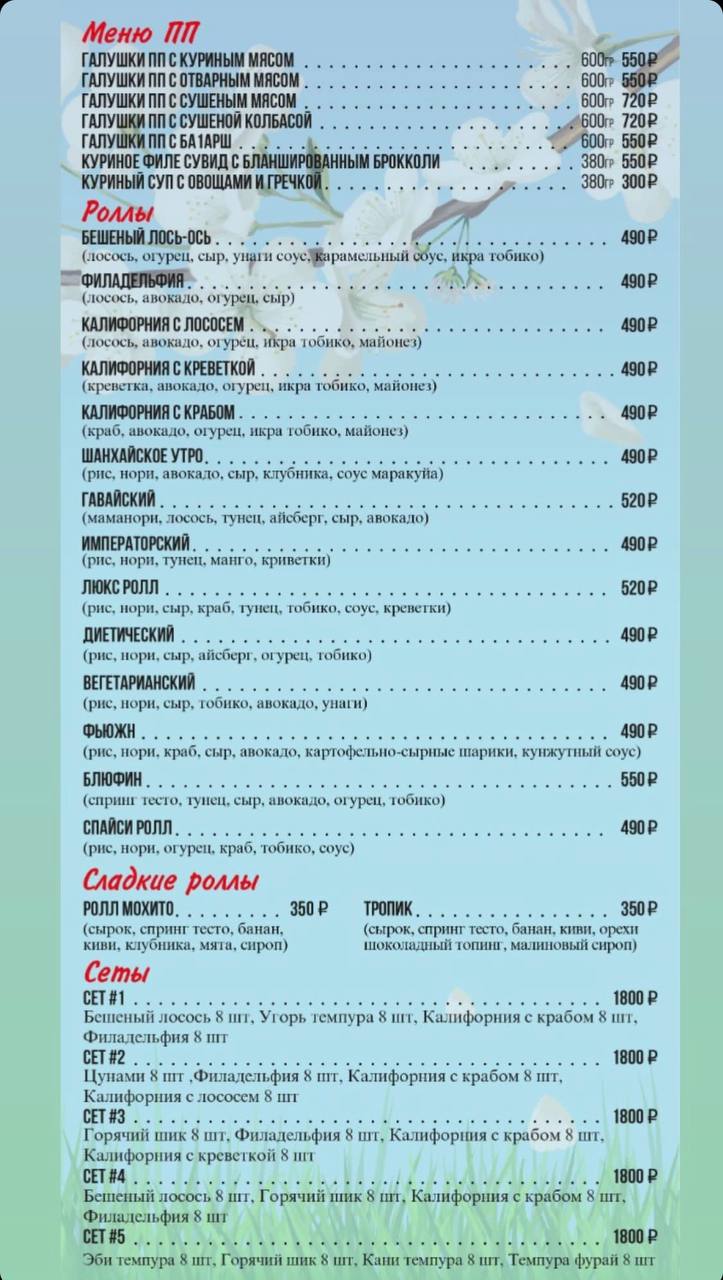 Меню ПП
ГАЛУШКИ ПП С КУРИНЫМ МЯСОМ . . . . . . . . . . . . . . . . . . . . 600ГР 550₽
ГАЛУШКИ ПП С ОТВАРНЫМ МЯСОМ . . . . . . . . . . . . . . . . . . . . 600ГР 550₽
ГАЛУШКИ ПП С СУШЕНЫМ МЯСОМ . . . . . . . . . . . . . . . . . . . . 600ГР 720₽
ГАЛУШКИ ПП С СУШЕНОЙ КОЛБАСОЙ . . . . . . . . . . . . . . . . . . . 600ГР 720₽
ГАЛУШКИ ПП С БА1АРШ . . . . . . . . . . . . . . . . . . . . . . . . 600ГР 550₽
КУРИНОЕ ФИЛЕ СУВИД С БЛАНШИРОВАННЫМ БРОККОЛИ . . . . . . . . 380ГР 550₽
КУРИНЫЙ СУП С ОВОЩАМИ И ГРЕЧКОЙ . . . . . . . . . . . . . . . . . . 380ГР 300₽
Роллы
БЕШЕНЫЙ ЛОСЬ-ОСЬ . . . . . . . . . . . . . . . . . . . . 490₽
(лосось, огурец, сыр, унаги соус, карамельный соус, икра тобико)
ФИЛАДЕЛЬФИЯ . . . . . . . . . . . . . . . . . . . . 490₽
(лосось, авокадо, огурец, сыр)
КАЛИФОРНИЯ С ЛОСОСЕМ . . . . . . . . . . . . . . . . . . . . 490₽
(лосось, авокадо, огурец, икра тобико, майонез)
КАЛИФОРНИЯ С КРЕВЕТКОЙ . . . . . . . . . . . . . . . . . . . . 490₽
(креветка, авокадо, огурец, икра тобико, майонез)
КАЛИФОРНИЯ С КРАБОМ . . . . . . . . . . . . . . . . . . . . 490₽
(краб, авокадо, огурец, икра тобико, майонез)
ШАНХАЙСКОЕ УТРО . . . . . . . . . . . . . . . . . . . . 490₽
(рис, нори, авокадо, сыр, клубника, соус маракуйа)
ГАВАЙСКИЙ . . . . . . . . . . . . . . . . . . . . 520₽
(маманори, лосось, тунец, айсберг, сыр, авокадо)
ИМПЕРАТОРСКИЙ . . . . . . . . . . . . . . . . . . . . 490₽
(рис, нори, тунец, манго, криветки)
ЛЮКС РОЛЛ . . . . . . . . . . . . . . . . . . . . 520₽
(рис, нори, сыр, краб, тунец, тобико, соус, креветки)
ДИЕТИЧЕСКИЙ . . . . . . . . . . . . . . . . . . . . 490₽
(рис, нори, сыр, айсберг, огурец, тобико)
ВЕГЕТАРИАНСКИЙ . . . . . . . . . . . . . . . . . . . . 490₽
(рис, нори, сыр, тобико, авокадо, унаги)
ФЬЮЖН . . . . . . . . . . . . . . . . . . . . 490₽
(рис, нори, краб, сыр, авокадо, картофельно-сырные шарики, кунжутный соус)
БЛЮФИН . . . . . . . . . . . . . . . . . . . . 550₽
(спринг тесто, тунец, сыр, авокадо, огурец, тобико)
СПАЙСИ РОЛЛ . . . . . . . . . . . . . . . . . . . . 490₽
(рис, нори, огурец, краб, тобико, соус)
Сладкие роллы
РОЛЛ МОХИТО . . . . . . . . . 350 ₽
(сырок, спринг тесто, банан,
киви, клубника, мята, сироп)
ТРОПИК . . . . . . . . . . . . . . . . 350₽
(сырок, спринг тесто, банан, киви, орехи
шоколадный топинг, малиновый сироп)
Сеты
СЕТ #1 . . . . . . . . . . . . . . . . . . . . 1800 ₽
Бешеный лосось 8 шт, Угорь темпура 8 шт, Калифорния с крабом 8 шт,
Филадельфия 8 шт
СЕТ #2 . . . . . . . . . . . . . . . . . . . . 1800 ₽
Цунами 8 шт ,Филадельфия 8 шт, Калифорния с крабом 8 шт,
Калифорния с лососем 8 шт
СЕТ #3 . . . . . . . . . . . . . . . . . . . . 1800 ₽
Горячий шик 8 шт, Филадельфия 8 шт, Калифорния с крабом 8 шт,
Калифорния с креветкой 8 шт
СЕТ #4 . . . . . . . . . . . . . . . . . . . . 1800 ₽
Бешеный лосось 8 шт, Горячий шик 8 шт, Калифорния с крабом 8 шт,
Филадельфия 8 шт
СЕТ #5 . . . . . . . . . . . . . . . . . . . . 1800 ₽
Эби темпура 8 шт, Горячий шик 8 шт, Кани темпура 8 шт, Темпура фурай 8 шт